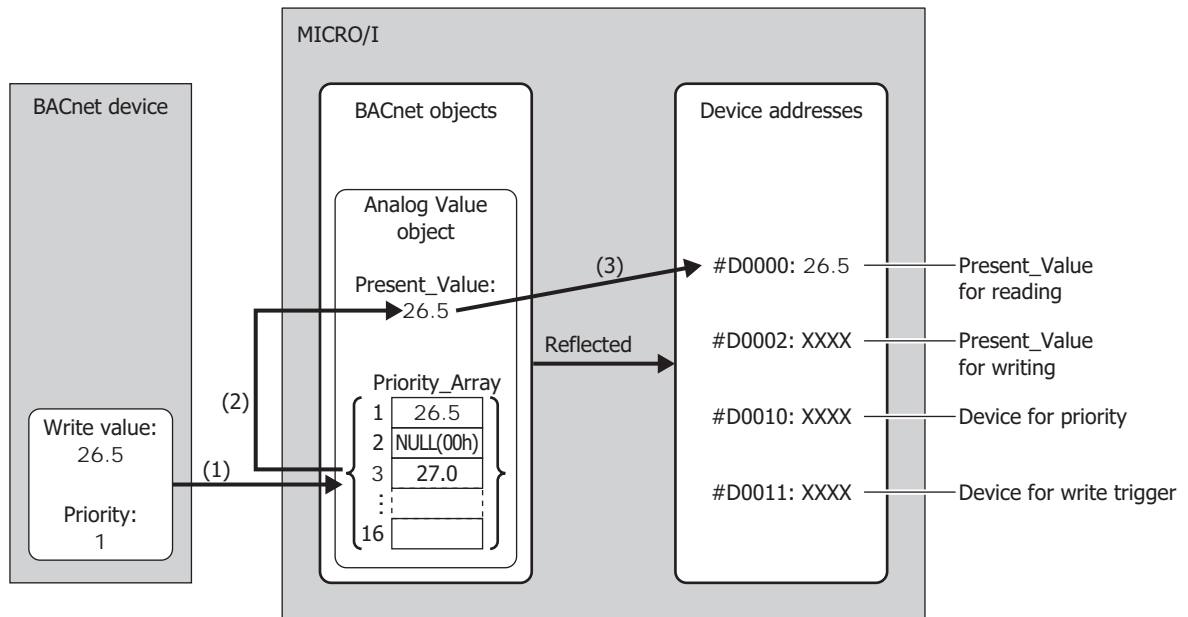 MICRO/I
BACnet device
Write value:
26.5
Priority:
1
(1)
(2)
BACnet objects
Analog Value
object
Present_Value:
26.5
Priority_Array
1 26.5
2 NULL(00h)
3 27.0
:
16
(3)
Reflected
Device addresses
#D0000: 26.5
Present_Value
for reading
#D0002: XXXX
Present_Value
for writing
#D0010: XXXX
Device for priority
#D0011: XXXX
Device for write trigger